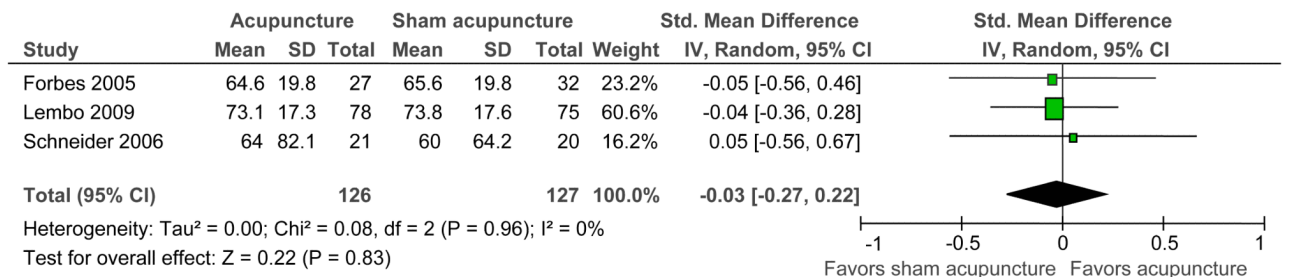 Acupuncture Sham acupuncture Std. Mean Difference Std. Mean Difference
Study Mean SD Total Mean SD Total Weight IV, Random, 95% CI IV, Random, 95% CI
Forbes 2005 64.6 19.8 27 65.6 19.8 32 23.2% -0.05 [-0.56, 0.46]
Lembo 2009 73.1 17.3 78 73.8 17.6 75 60.6% -0.04 [-0.36, 0.28]
Schneider 2006 64 82.1 21 60 64.2 20 16.2% 0.05 [-0.56, 0.67]
Total (95% CI) 126 127 100.0% -0.03 [-0.27, 0.22]
Heterogeneity: Tau² = 0.00; Chi² = 0.08, df = 2 (P = 0.96); I² = 0%
Test for overall effect: Z = 0.22 (P = 0.83)
-1 -0.5 0 0.5 1
Favors sham acupuncture Favors acupuncture